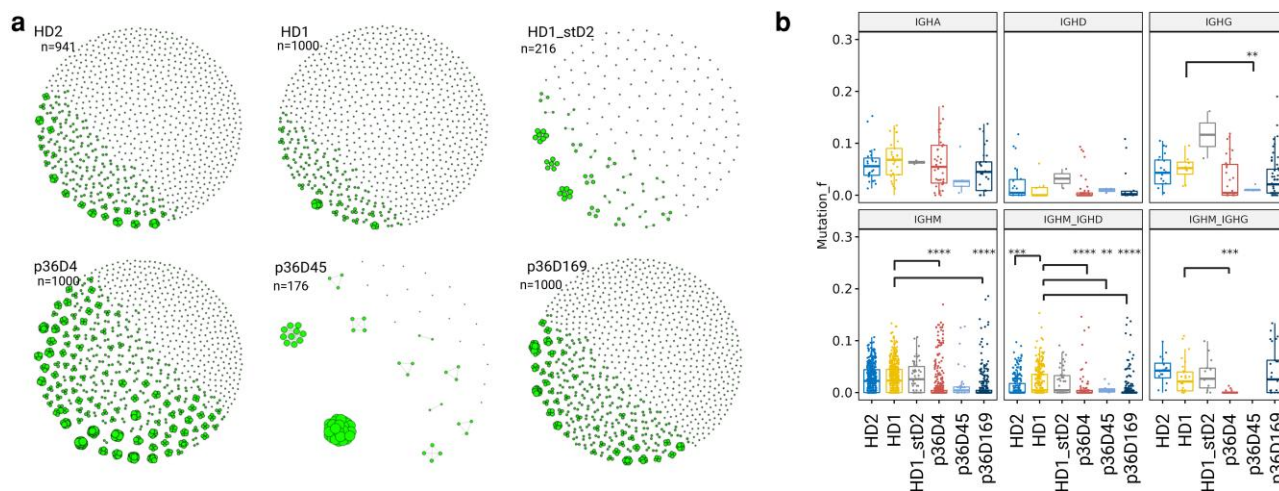 a
HD2
n=941
HD1
n=1000
HD1_stD2
n=216
p36D4
n=1000
p36D45
n=176
p36D169
n=1000
b
IGHA
IGHD
IGHG
0.3
0.2
0.1
0.0
**
Mutation_f
IGHM
IGHM_IGHD
IGHM_IGHG
0.3
0.2
0.1
0.0
**** ****
*** **** ** ****
***
HD2
HD1
HD1_stD2
p36D4
p36D45
p36D169
HD2
HD1
HD1_stD2
p36D4
p36D45
p36D169
HD2
HD1
HD1_stD2
p36D4
p36D45
p36D169